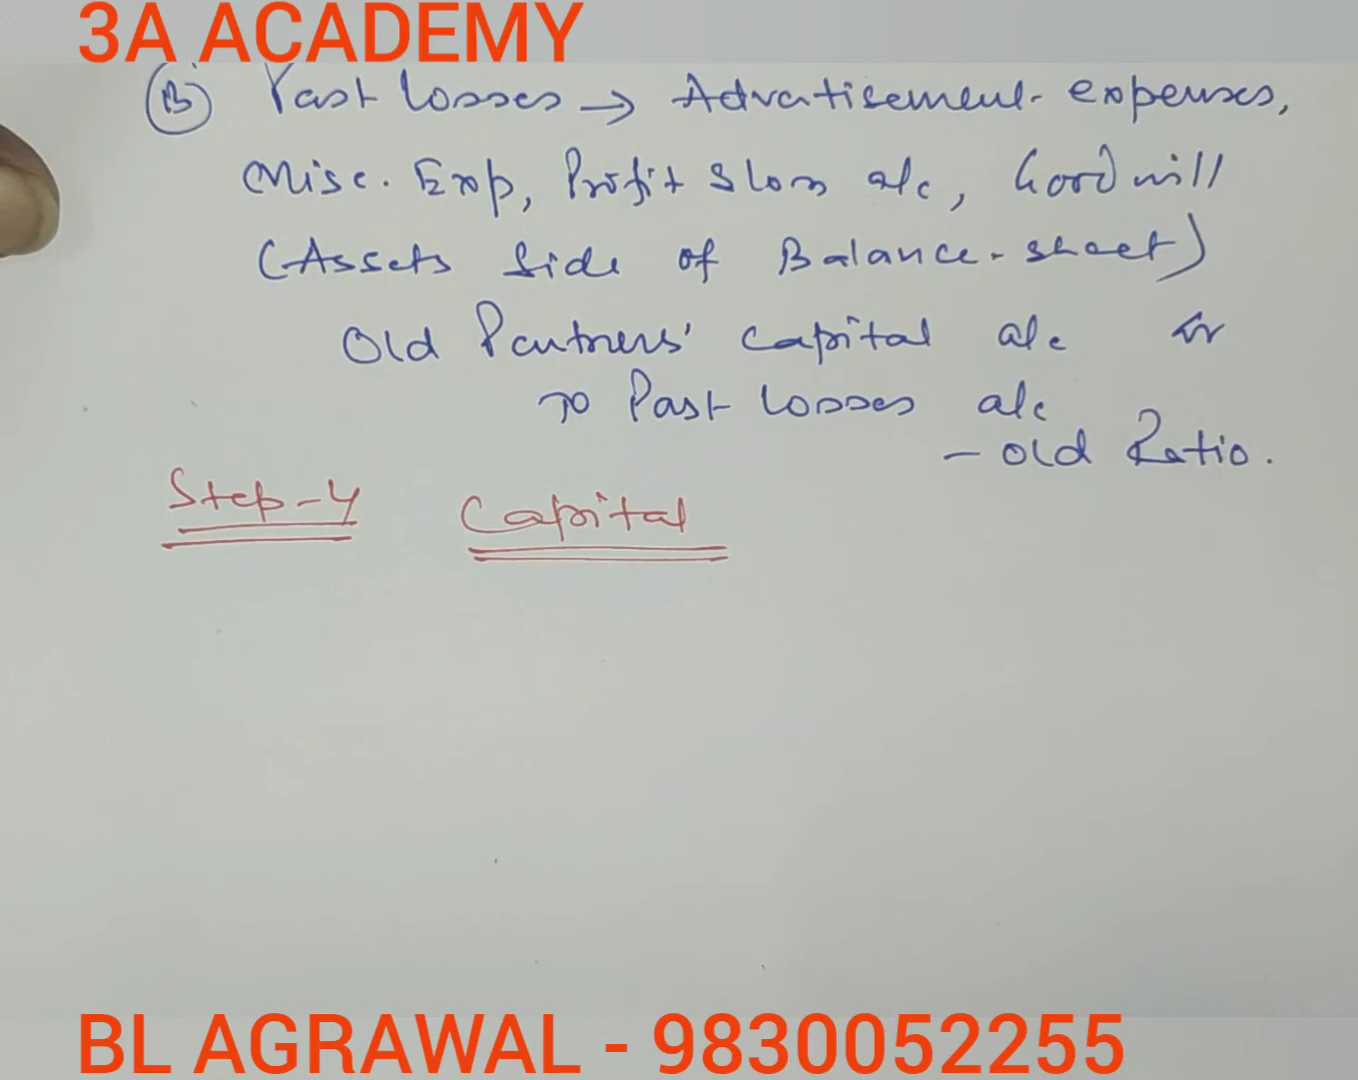 3A ACADEMY
(B) Past losses → Advertisement expenses,
Misc. Exp, Profit & loss a/c, Goodwill
(Assets side of Balance-sheet)
Old Partners' capital a/c Dr
To Past losses a/c
- Old Ratio.
Step-4 Capital
BL AGRAWAL - 9830052255